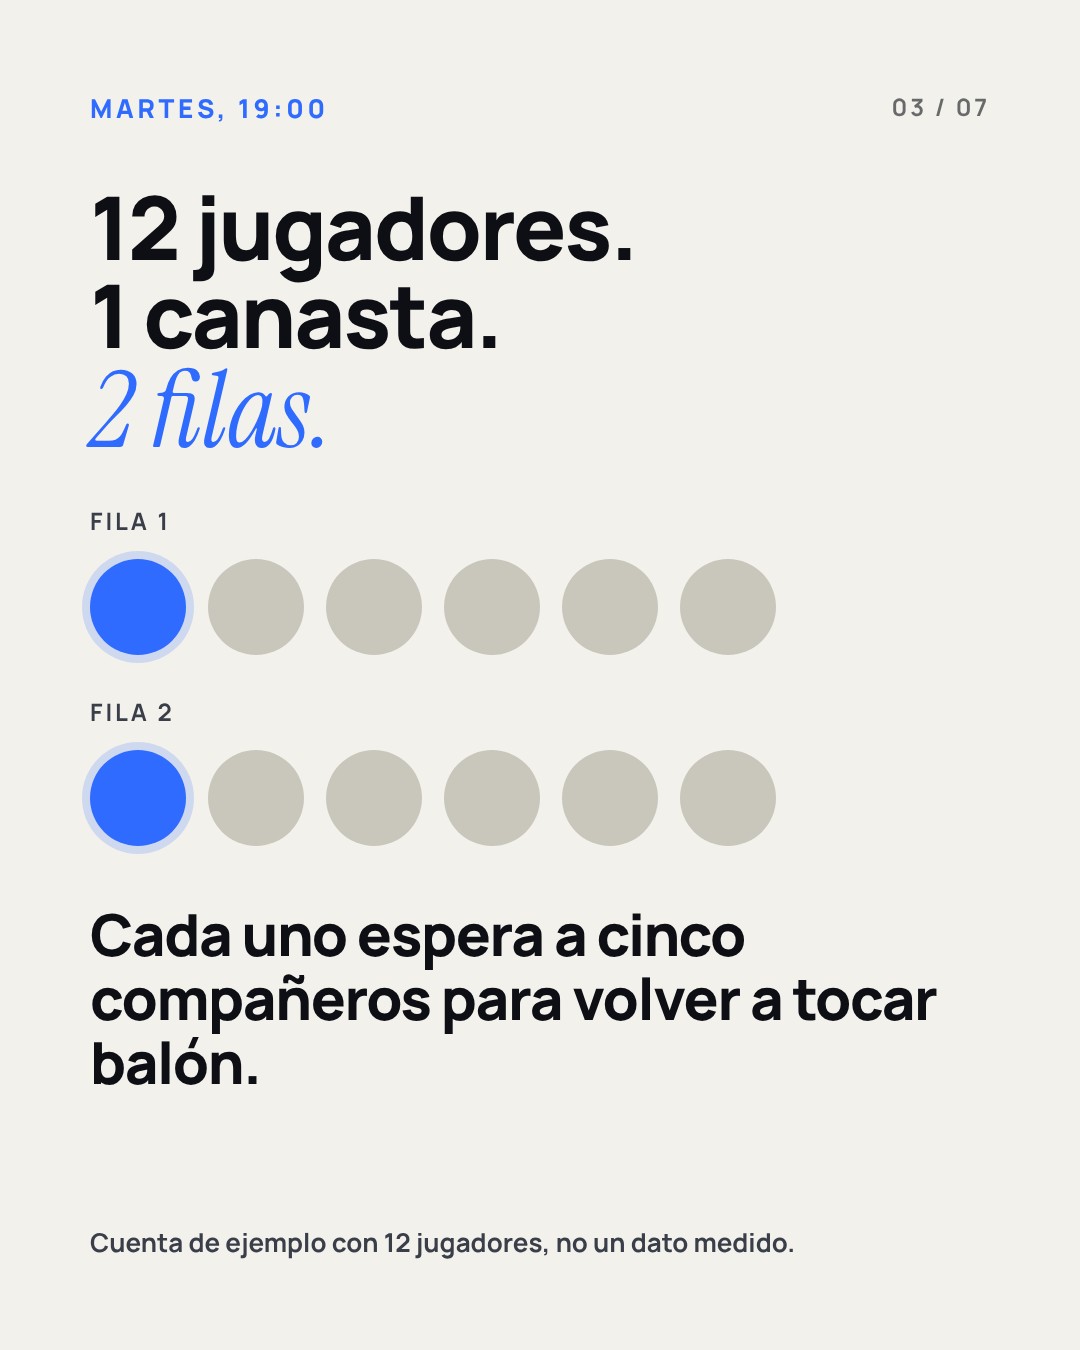 MARTES, 19:00
03 / 07
12 jugadores.
1 canasta.
2 filas.
FILA 1
FILA 2
Cada uno espera a cinco
compañeros para volver a tocar
balón.
Cuenta de ejemplo con 12 jugadores, no un dato medido.